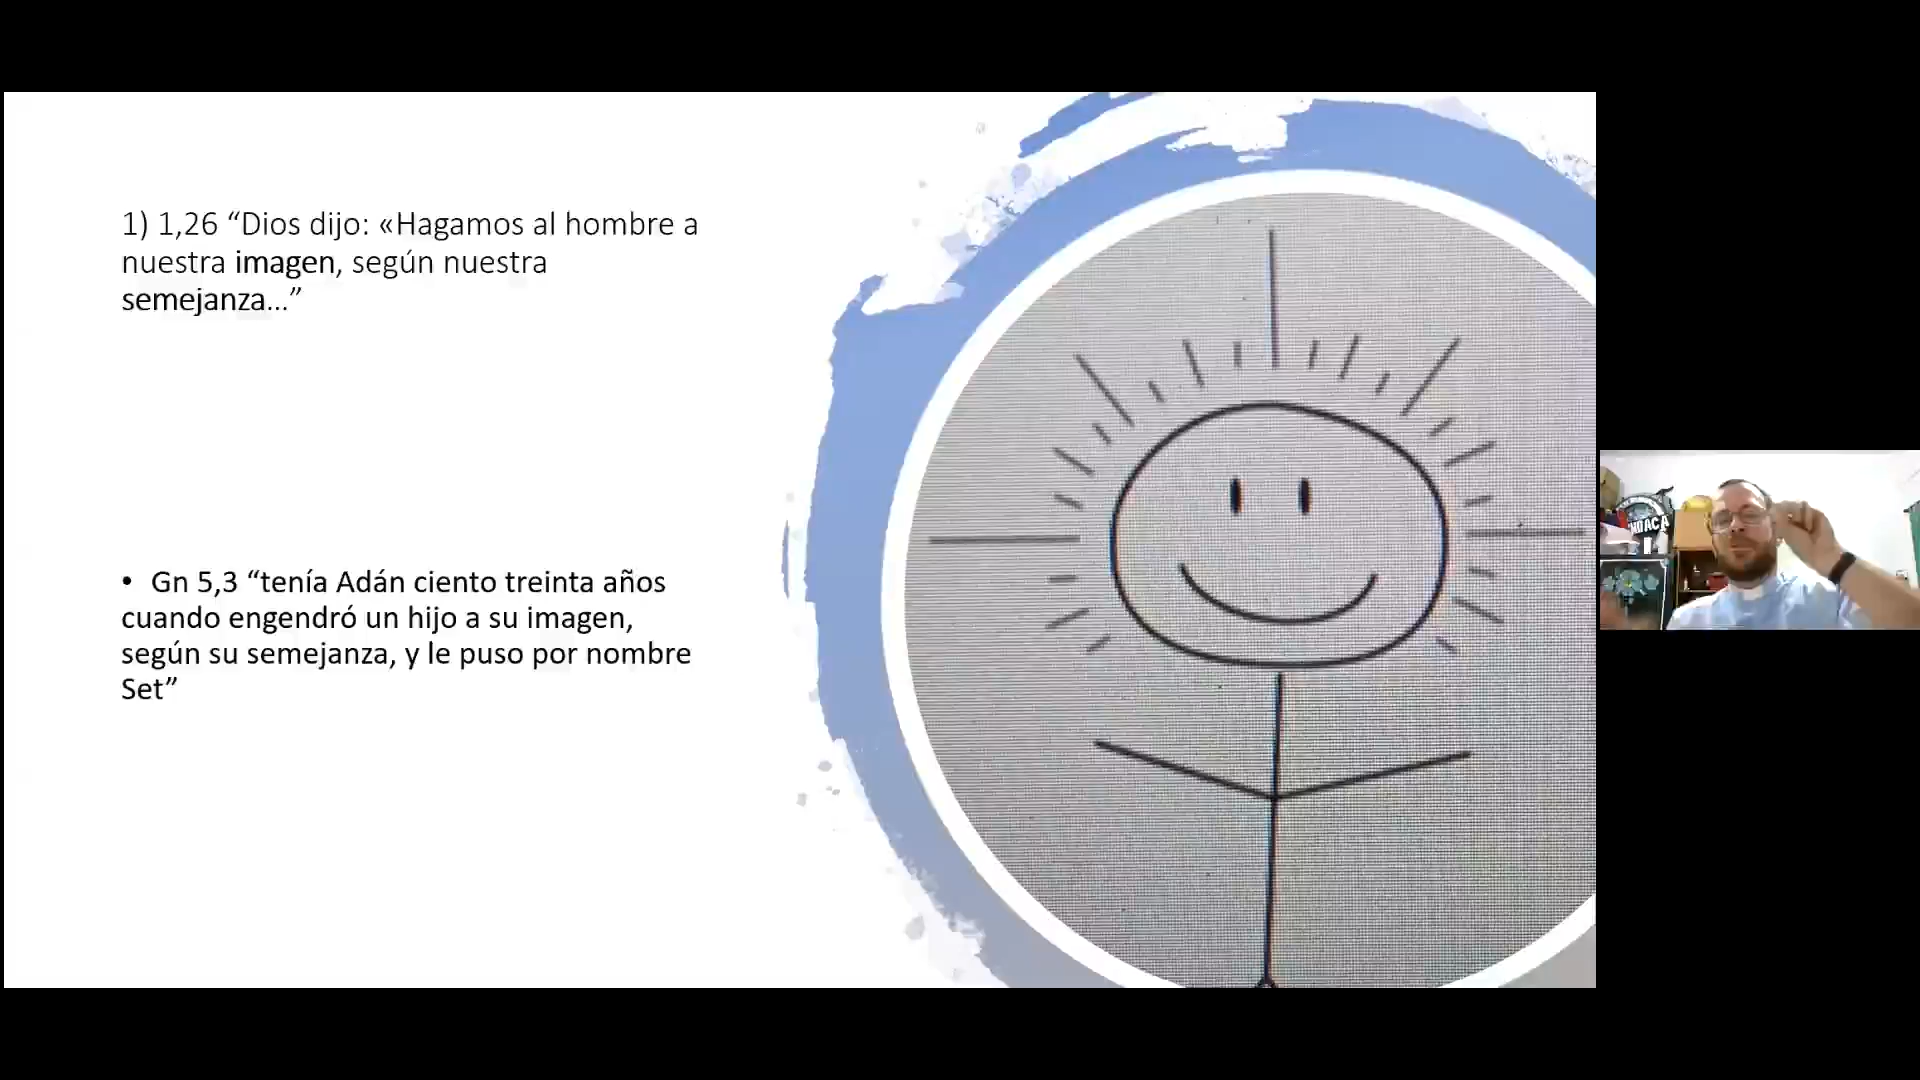 1) 1,26 “Dios dijo: «Hagamos al hombre a
nuestra imagen, según nuestra
semejanza...”
• Gn 5,3 “tenía Adán ciento treinta años
cuando engendró un hijo a su imagen,
según su semejanza, y le puso por nombre
Set”